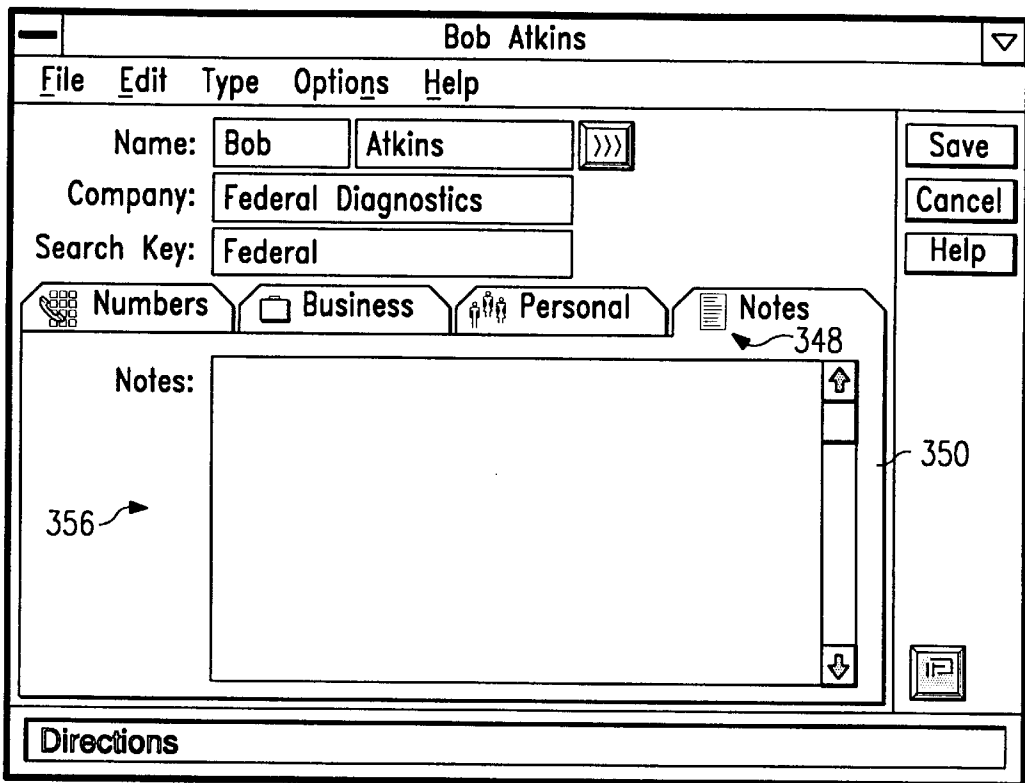 Bob Atkins
File Edit Type Options Help
Name: Bob Atkins >>> Save
Company: Federal Diagnostics Cancel
Search Key: Federal Help
Numbers Business Personal Notes
348
Notes:
350
356
Directions